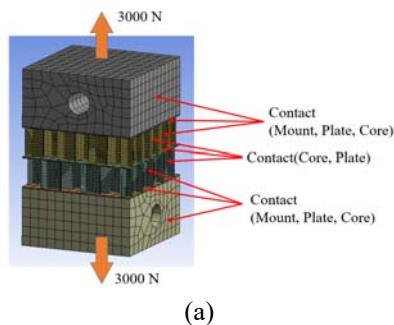 3000 N
Contact
(Mount, Plate, Core)
Contact(Core, Plate)
Contact
(Mount, Plate, Core)
3000 N
(a)